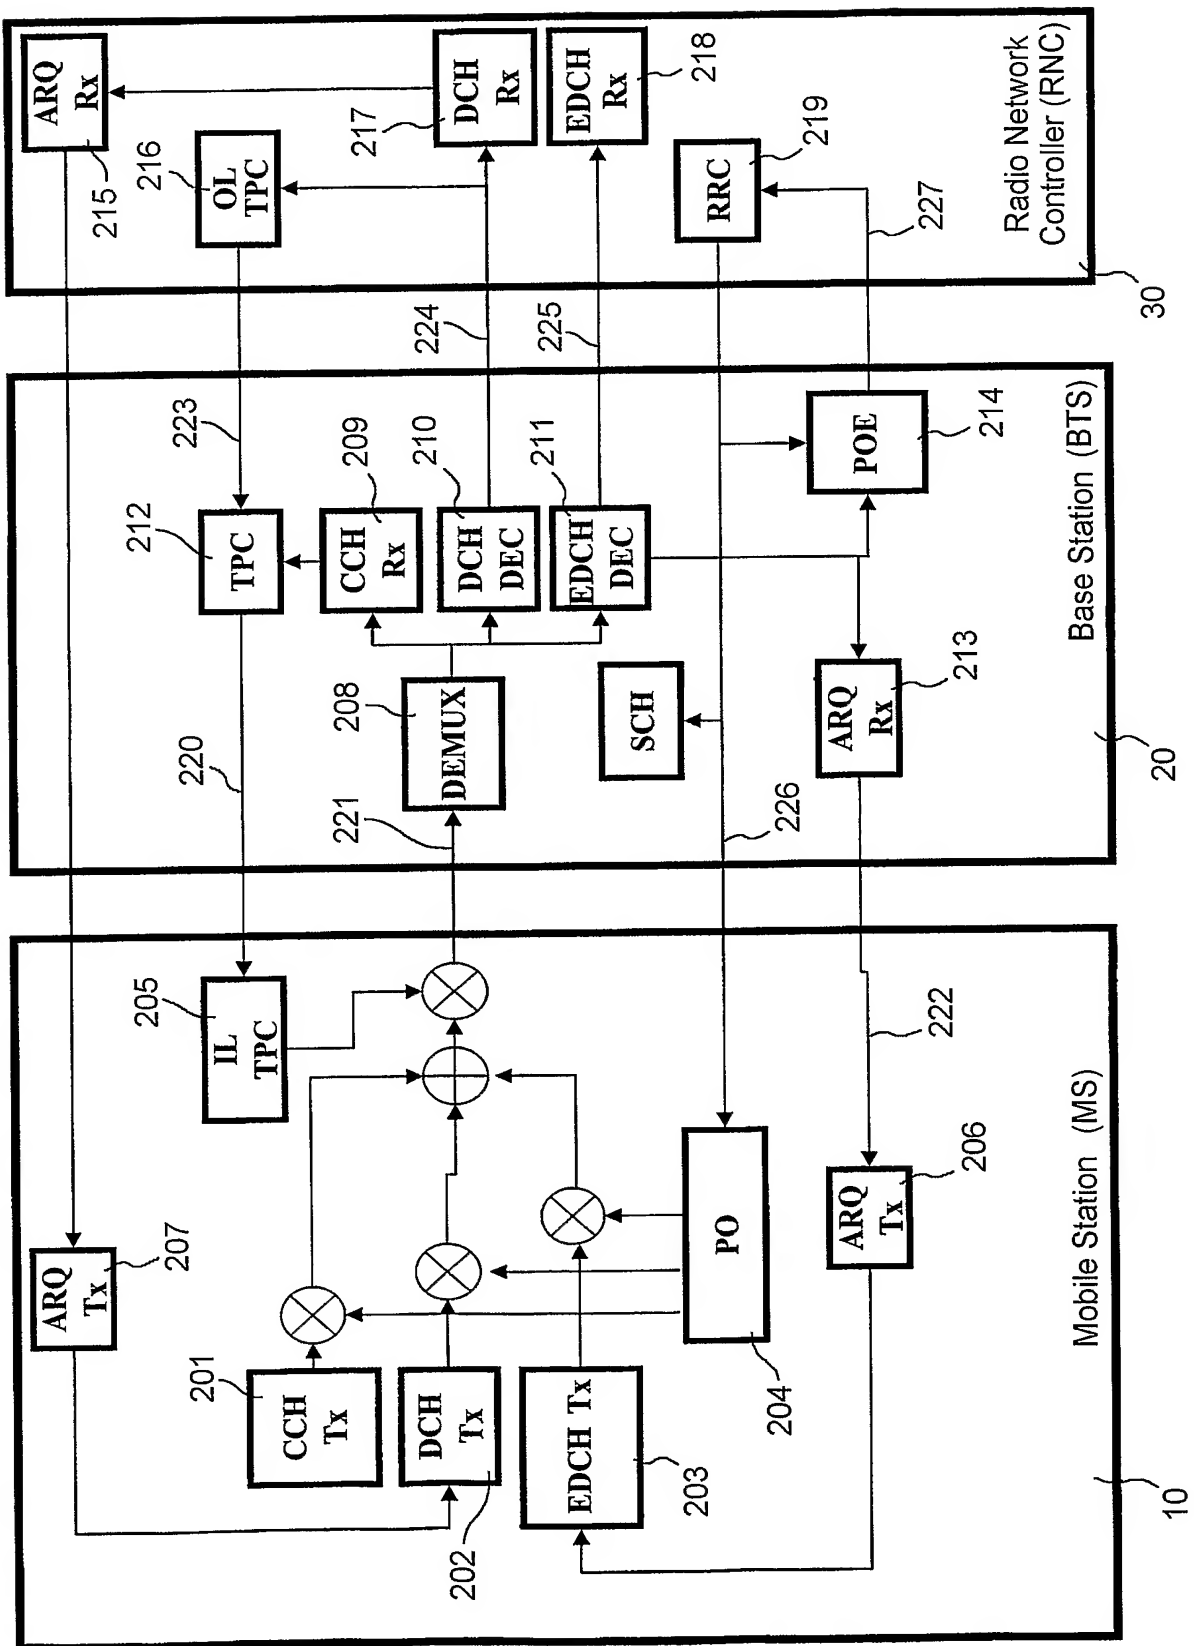 ARQ
Tx
207
CCH
Tx
201
DCH
Tx
202
EDCH Tx
203
PO
204
IL
TPC
205
ARQ
Tx
206
222
Mobile Station (MS)
10
220
221
226
TPC
212
223
DEMUX
208
CCH
Rx
209
DCH
DEC
210
EDCH
DEC
211
SCH
ARQ
Rx
213
POE
214
Base Station (BTS)
20
224
225
227
ARQ
Rx
215
OL
TPC
216
DCH
Rx
217
EDCH
Rx
218
RRC
219
Radio Network
Controller (RNC)
30